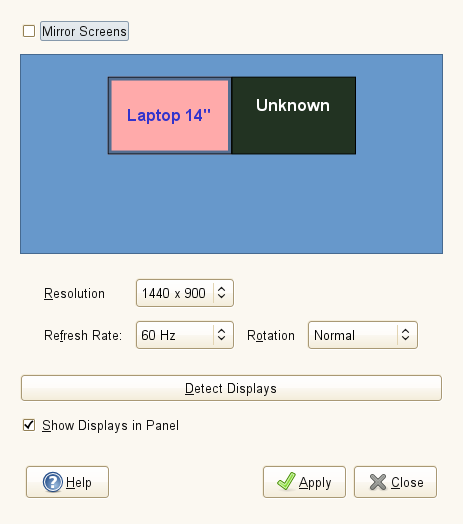 Mirror Screens
Laptop 14" Unknown
Resolution 1440 x 900
Refresh Rate: 60 Hz Rotation Normal
Detect Displays
Show Displays in Panel
Help Apply Close